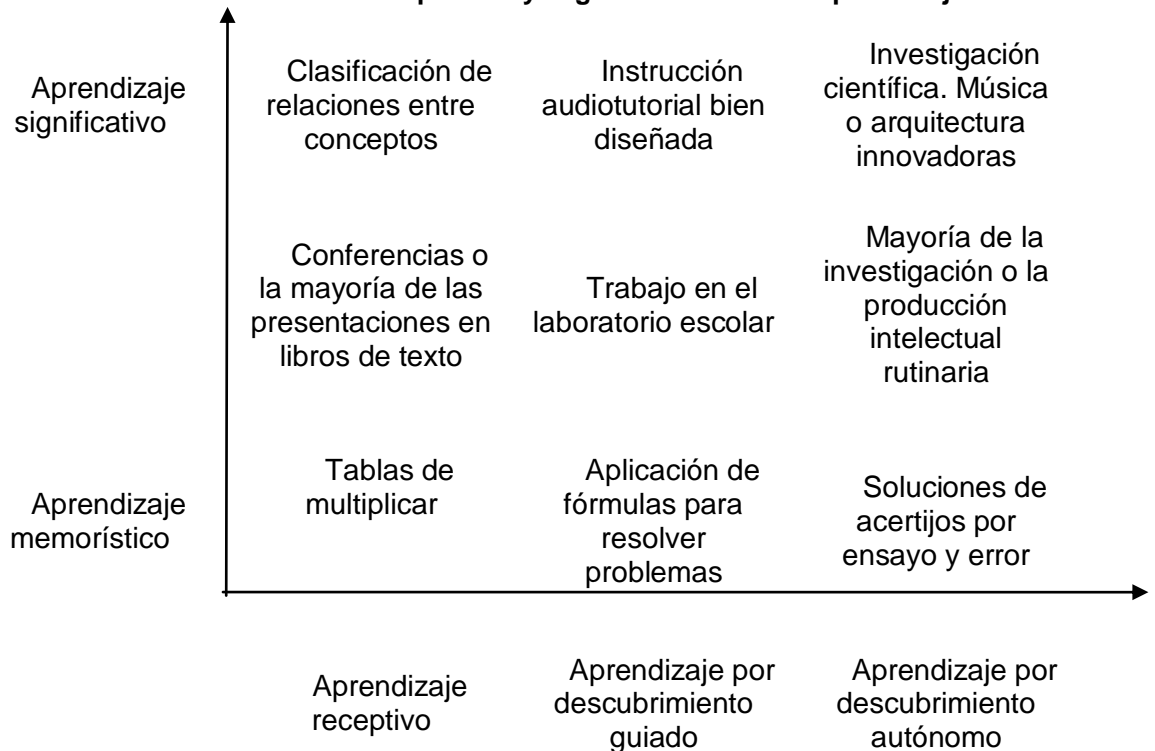 Aprendizaje
significativo
Clasificación de
relaciones entre
conceptos
Instrucción
audiotutorial bien
diseñada
Investigación
científica. Música
o arquitectura
innovadoras
Conferencias o
la mayoría de las
presentaciones en
libros de texto
Trabajo en el
laboratorio escolar
Mayoría de la
investigación o la
producción
intelectual
rutinaria
Aprendizaje
memorístico
Tablas de
multiplicar
Aplicación de
fórmulas para
resolver
problemas
Soluciones de
acertijos por
ensayo y error
Aprendizaje
receptivo
Aprendizaje por
descubrimiento
guiado
Aprendizaje por
descubrimiento
autónomo